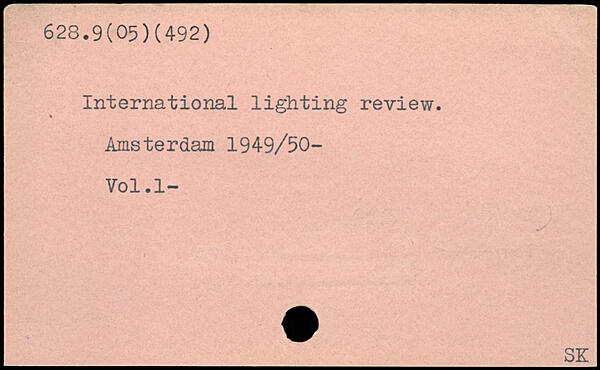 628.9(05)(492)
International lighting review.
Amsterdam 1949/50-
Vol.1-
SK